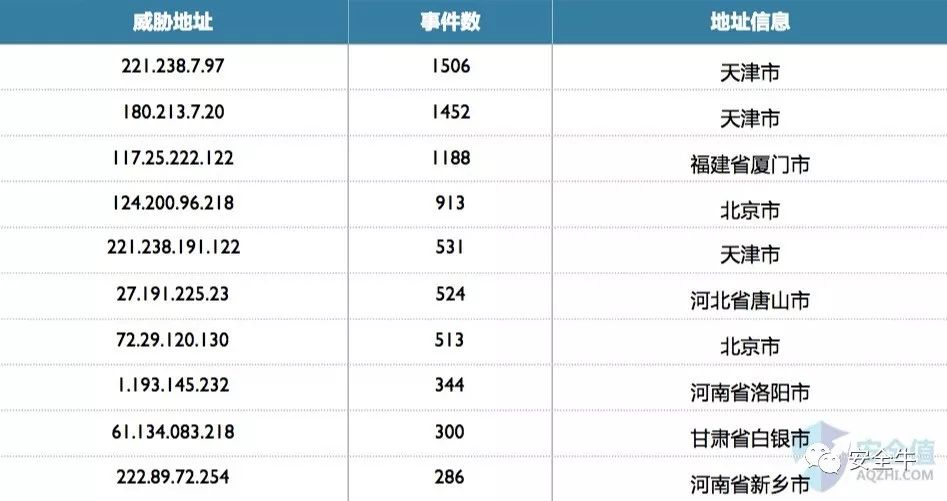 威胁地址 事件数 地址信息
221.238.7.97 1506 天津市
180.213.7.20 1452 天津市
117.25.222.122 1188 福建省厦门市
124.200.96.218 913 北京市
221.238.191.122 531 天津市
27.191.225.23 524 河北省唐山市
72.29.120.130 513 北京市
1.193.145.232 344 河南省洛阳市
61.134.083.218 300 甘肃省白银市
222.89.72.254 286 河南省新乡市
安全值
安全牛
AQZHI.COM